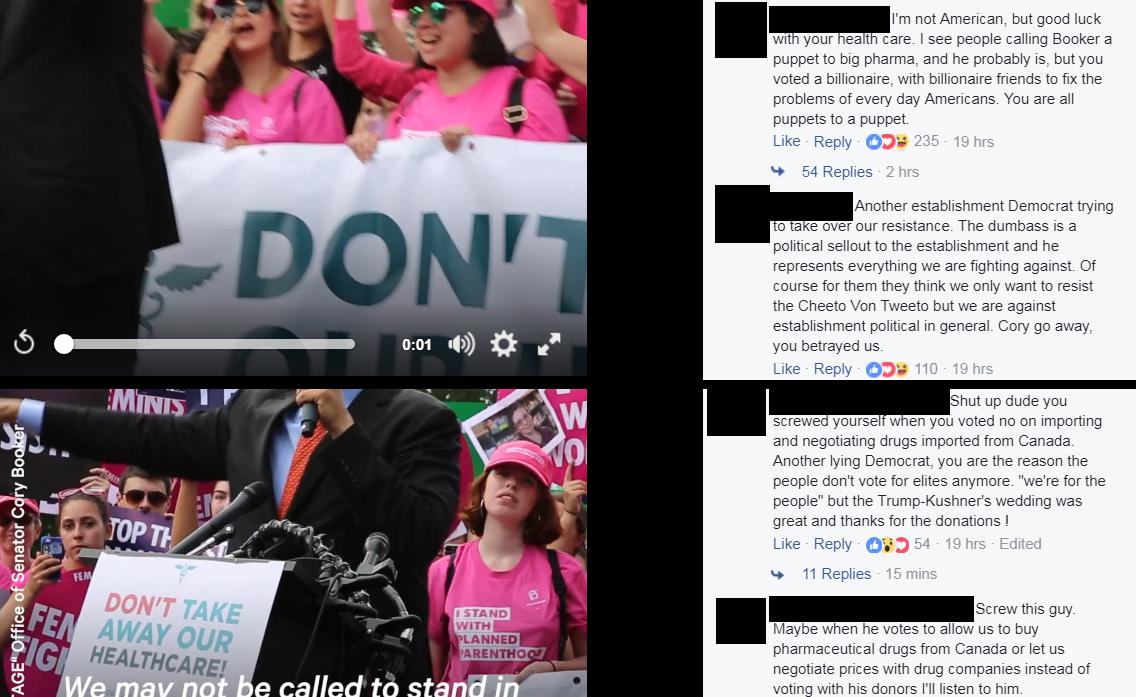 DON'T
OUR
0:01
MINIS
TOP TH
FEM
FEM
IGH
W
VO
DON'T TAKE
AWAY OUR
HEALTHCARE!
I STAND
WITH
PLANNED
PARENTHOOD
AGE" Office of Senator Cory Booker
We may not be called to stand in
I'm not American, but good luck
with your health care. I see people calling Booker a
puppet to big pharma, and he probably is, but you
voted a billionaire, with billionaire friends to fix the
problems of every day Americans. You are all
puppets to a puppet.
Like · Reply · 235 · 19 hrs
54 Replies · 2 hrs
Another establishment Democrat trying
to take over our resistance. The dumbass is a
political sellout to the establishment and he
represents everything we are fighting against. Of
course for them they think we only want to resist
the Cheeto Von Tweeto but we are against
establishment political in general. Cory go away,
you betrayed us.
Like · Reply · 110 · 19 hrs
Shut up dude you
screwed yourself when you voted no on importing
and negotiating drugs imported from Canada.
Another lying Democrat, you are the reason the
people don't vote for elites anymore. "we're for the
people" but the Trump-Kushner's wedding was
great and thanks for the donations !
Like · Reply · 54 · 19 hrs · Edited
11 Replies · 15 mins
Screw this guy.
Maybe when he votes to allow us to buy
pharmaceutical drugs from Canada or let us
negotiate prices with drug companies instead of
voting with his donors I'll listen to him.